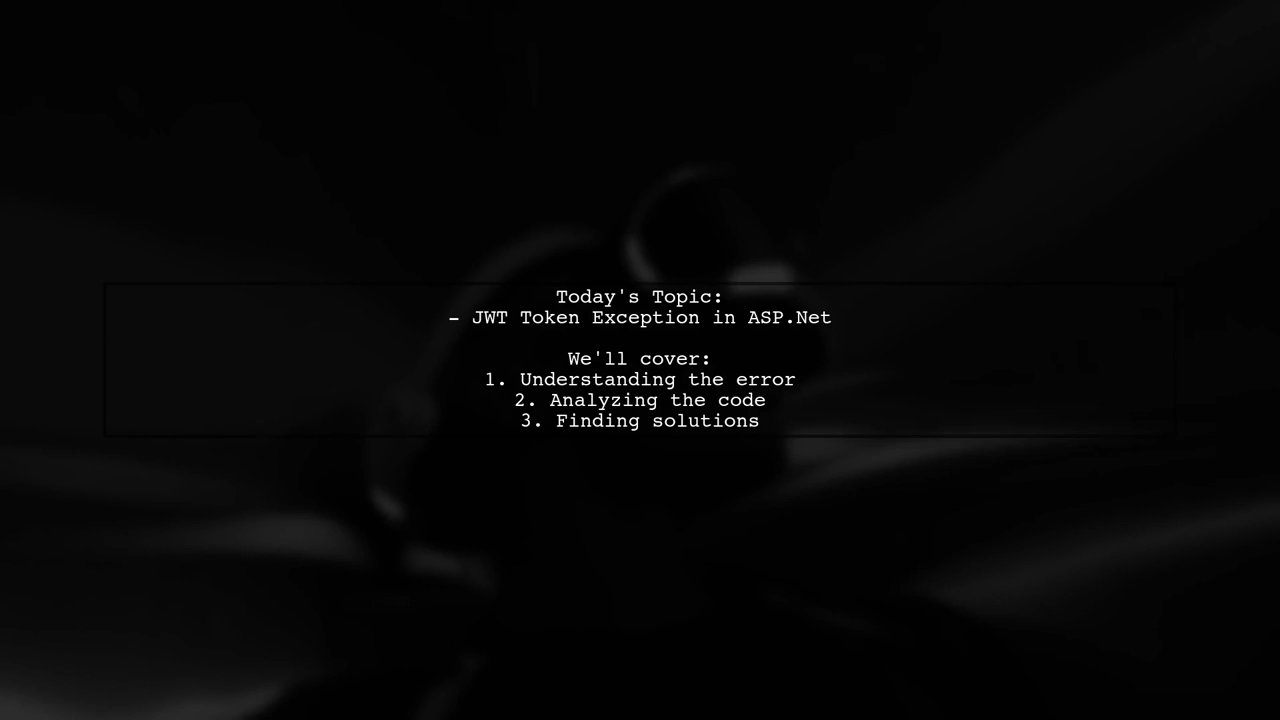 Today's Topic:
– JWT Token Exception in ASP.Net
We'll cover:
1. Understanding the error
2. Analyzing the code
3. Finding solutions